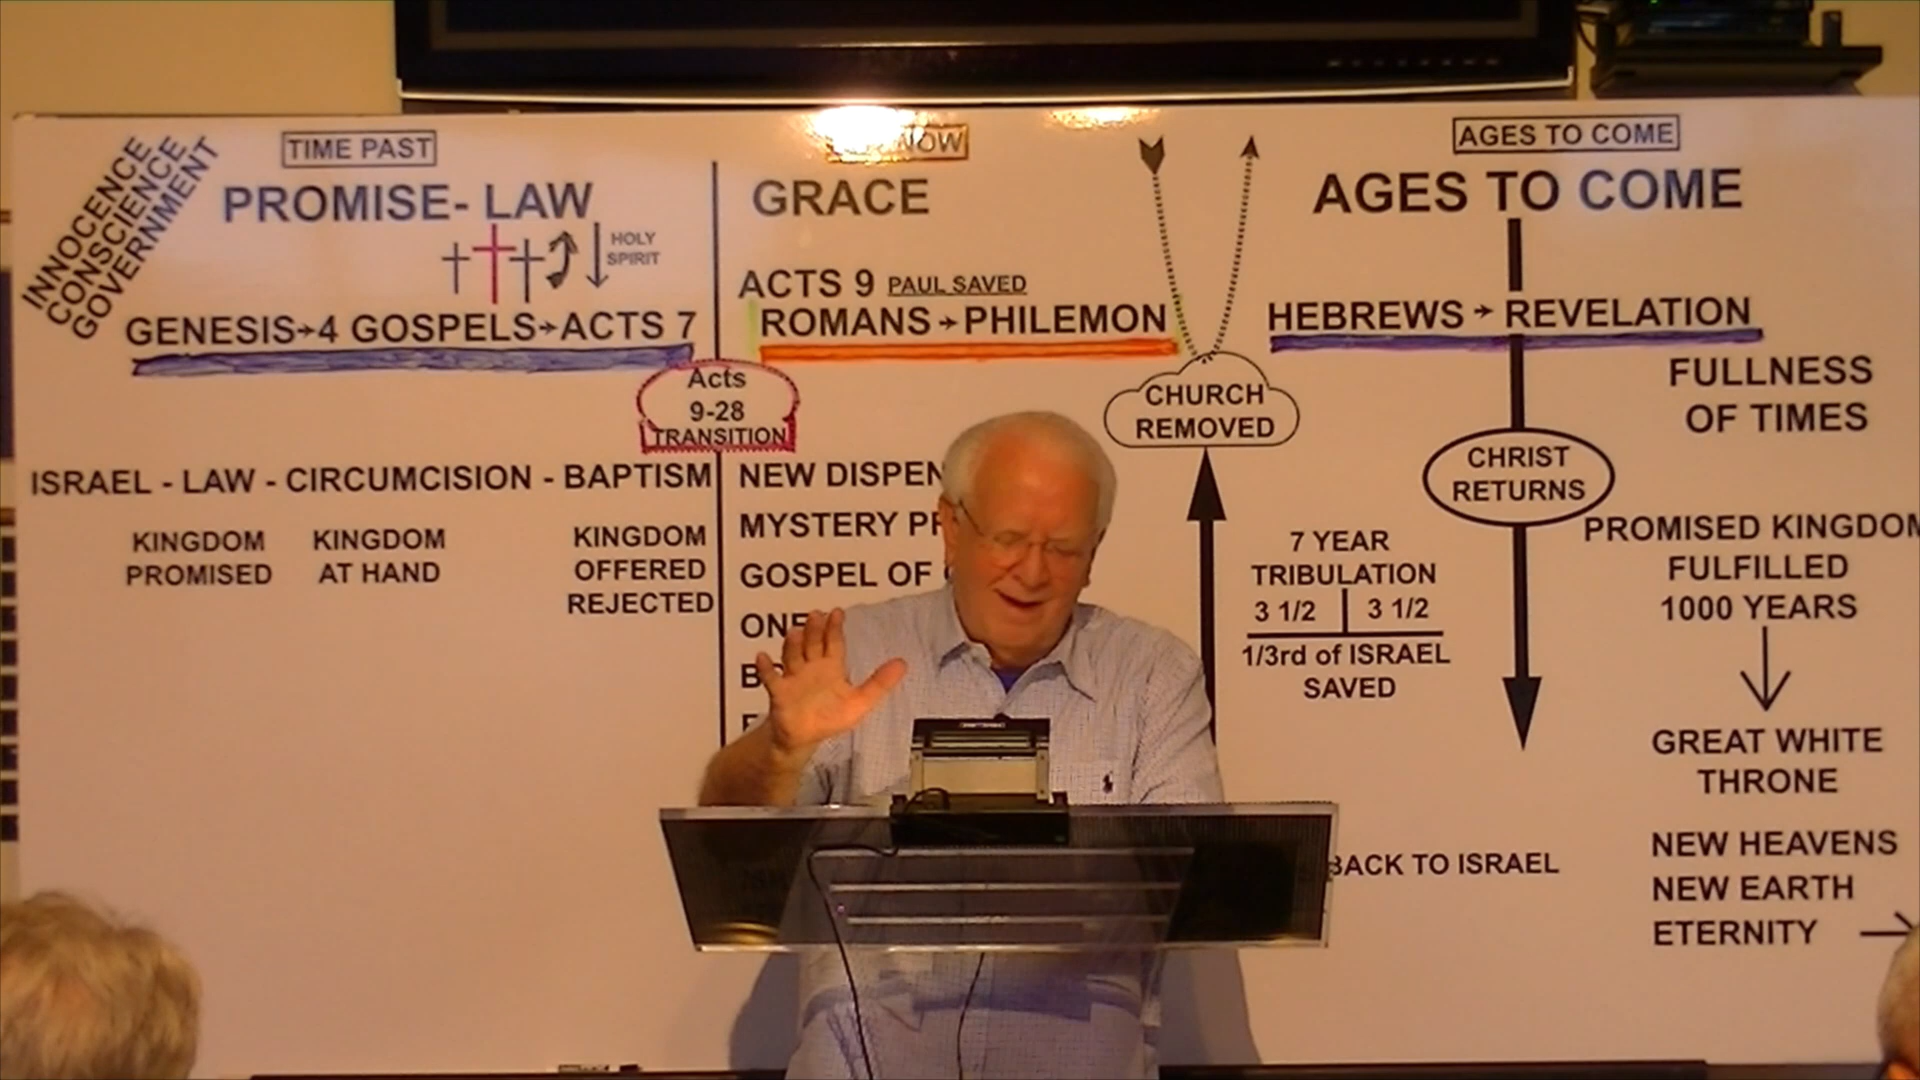 INNOCENCE
CONSCIENCE
GOVERNMENT
TIME PAST
PROMISE- LAW
HOLY
SPIRIT
GENESIS→4 GOSPELS→ACTS 7
Acts
9-28
TRANSITION
ISRAEL - LAW - CIRCUMCISION - BAPTISM
KINGDOM
PROMISED
KINGDOM
AT HAND
KINGDOM
OFFERED
REJECTED
NOW
GRACE
ACTS 9 PAUL SAVED
ROMANS→PHILEMON
NEW DISPEN
MYSTERY PR
GOSPEL OF
ONE
CHURCH
REMOVED
AGES TO COME
AGES TO COME
HEBREWS→REVELATION
FULLNESS
OF TIMES
CHRIST
RETURNS
7 YEAR
TRIBULATION
3 1/2 3 1/2
1/3rd of ISRAEL
SAVED
PROMISED KINGDOM
FULFILLED
1000 YEARS
GREAT WHITE
THRONE
BACK TO ISRAEL
NEW HEAVENS
NEW EARTH
ETERNITY →